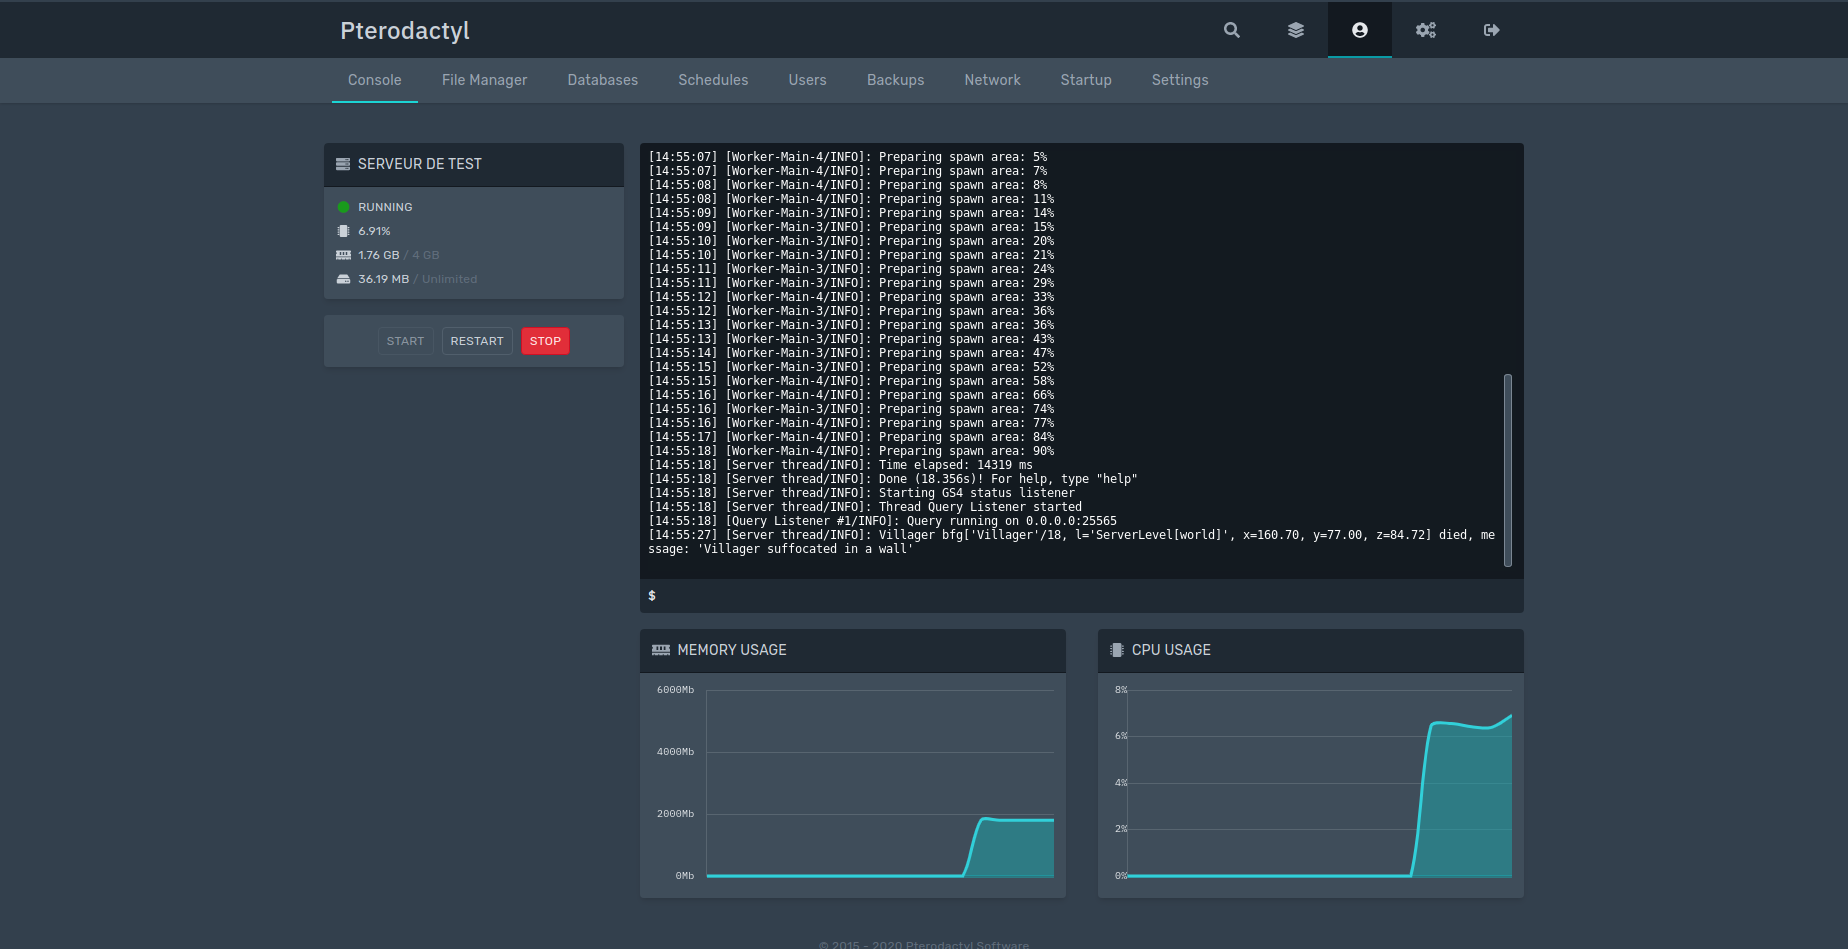 Pterodactyl
Console File Manager Databases Schedules Users Backups Network Startup Settings
SERVEUR DE TEST
RUNNING
6.91%
1.76 GB / 4 GB
36.19 MB / Unlimited
START RESTART STOP
[14:55:07] [Worker-Main-4/INFO]: Preparing spawn area: 5%
[14:55:07] [Worker-Main-4/INFO]: Preparing spawn area: 7%
[14:55:08] [Worker-Main-4/INFO]: Preparing spawn area: 8%
[14:55:08] [Worker-Main-4/INFO]: Preparing spawn area: 11%
[14:55:09] [Worker-Main-3/INFO]: Preparing spawn area: 14%
[14:55:09] [Worker-Main-3/INFO]: Preparing spawn area: 15%
[14:55:10] [Worker-Main-3/INFO]: Preparing spawn area: 20%
[14:55:10] [Worker-Main-3/INFO]: Preparing spawn area: 21%
[14:55:11] [Worker-Main-3/INFO]: Preparing spawn area: 24%
[14:55:11] [Worker-Main-3/INFO]: Preparing spawn area: 29%
[14:55:12] [Worker-Main-4/INFO]: Preparing spawn area: 33%
[14:55:12] [Worker-Main-3/INFO]: Preparing spawn area: 36%
[14:55:13] [Worker-Main-3/INFO]: Preparing spawn area: 36%
[14:55:13] [Worker-Main-4/INFO]: Preparing spawn area: 43%
[14:55:14] [Worker-Main-4/INFO]: Preparing spawn area: 47%
[14:55:15] [Worker-Main-3/INFO]: Preparing spawn area: 52%
[14:55:15] [Worker-Main-4/INFO]: Preparing spawn area: 58%
[14:55:16] [Worker-Main-4/INFO]: Preparing spawn area: 66%
[14:55:16] [Worker-Main-3/INFO]: Preparing spawn area: 74%
[14:55:16] [Worker-Main-4/INFO]: Preparing spawn area: 77%
[14:55:17] [Worker-Main-4/INFO]: Preparing spawn area: 84%
[14:55:18] [Worker-Main-4/INFO]: Preparing spawn area: 90%
[14:55:18] [Server thread/INFO]: Time elapsed: 14319 ms
[14:55:18] [Server thread/INFO]: Done (18.356s)! For help, type "help"
[14:55:18] [Server thread/INFO]: Starting GS4 status listener
[14:55:18] [Server thread/INFO]: Thread Query Listener started
[14:55:18] [Query Listener #1/INFO]: Query running on 0.0.0.0:25565
[14:55:27] [Server thread/INFO]: Villager bfg['Villager'/18, l='ServerLevel[world]', x=160.70, y=77.00, z=84.72] died, me
ssage: 'Villager suffocated in a wall'
$
MEMORY USAGE
6000Mb
4000Mb
2000Mb
0Mb
CPU USAGE
8%
6%
4%
2%
0%
© 2015 - 2020 Pterodactyl Software